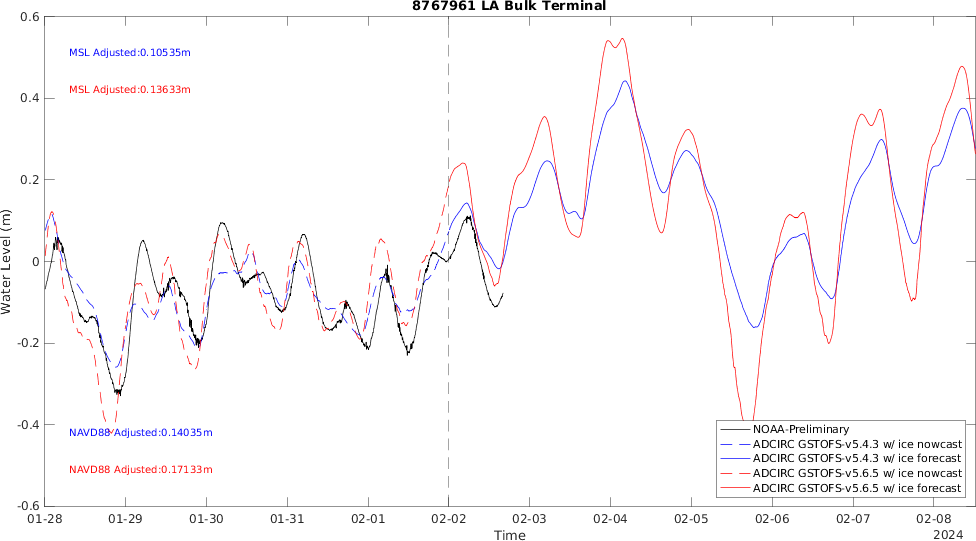 8767961 LA Bulk Terminal
0.6
MSL Adjusted:0.10535m
MSL Adjusted:0.13633m
0.4
0.2
Water Level (m)
0
-0.2
-0.4
NAVD88 Adjusted:0.14035m
NAVD88 Adjusted:0.17133m
-0.6
NOAA-Preliminary
ADCIRC GSTOFS-v5.4.3 w/ ice nowcast
ADCIRC GSTOFS-v5.4.3 w/ ice forecast
ADCIRC GSTOFS-v5.6.5 w/ ice nowcast
ADCIRC GSTOFS-v5.6.5 w/ ice forecast
01-28 01-29 01-30 01-31 02-01 02-02 02-03 02-04 02-05 02-06 02-07 02-08
Time
2024